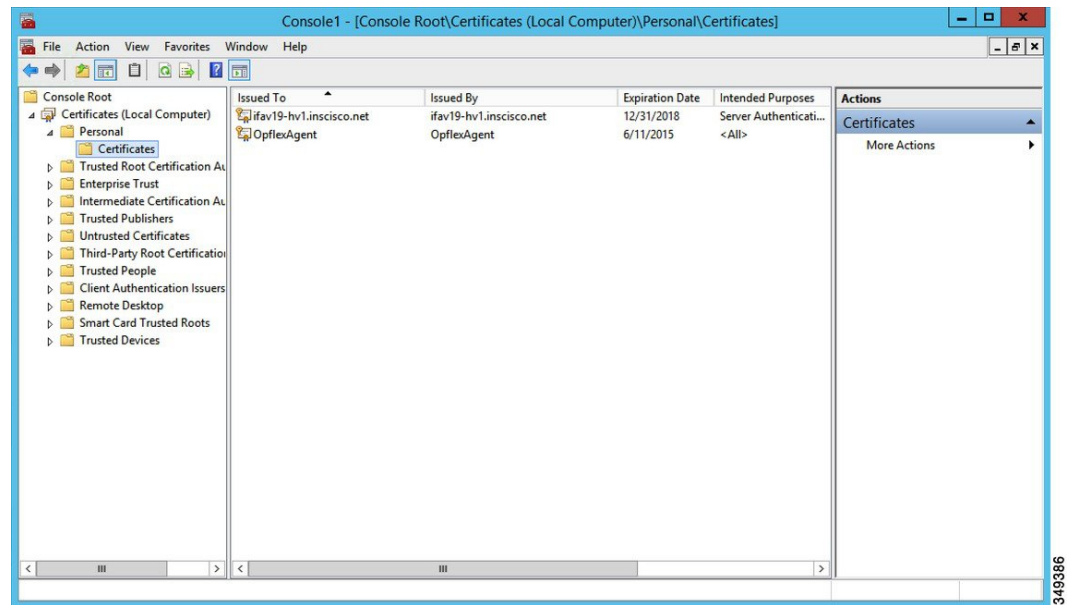 Console1 - [Console Root\Certificates (Local Computer)\Personal\Certificates]
File Action View Favorites Window Help
Console Root
Certificates (Local Computer)
Personal
Certificates
Trusted Root Certification Au
Enterprise Trust
Intermediate Certification Au
Trusted Publishers
Untrusted Certificates
Third-Party Root Certification
Trusted People
Client Authentication Issuers
Remote Desktop
Smart Card Trusted Roots
Trusted Devices
Issued To Issued By Expiration Date Intended Purposes
ifav19-hv1.inscisco.net ifav19-hv1.inscisco.net 12/31/2018 Server Authenticati...
OpflexAgent OpflexAgent 6/11/2015 <All>
Actions
Certificates
More Actions
349386